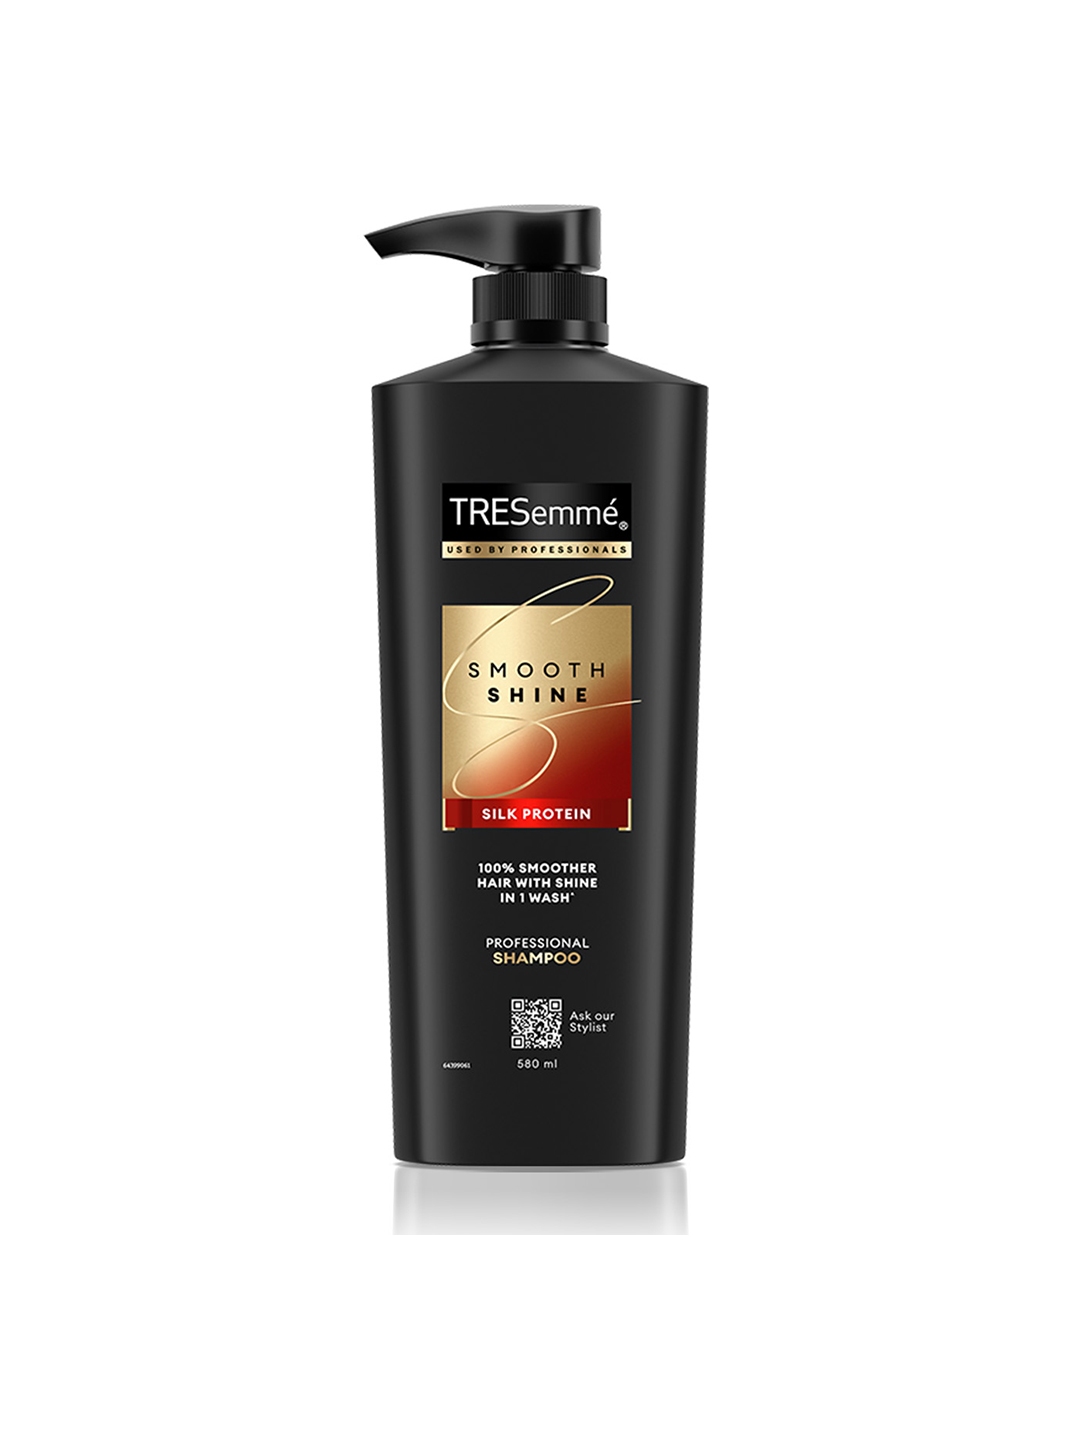 TRESemmé®
USED BY PROFESSIONALS
SMOOTH
SHINE
SILK PROTEIN
100% SMOOTHER
HAIR WITH SHINE
IN 1 WASH*
PROFESSIONAL
SHAMPOO
Ask our
Stylist
64399061
580 ml